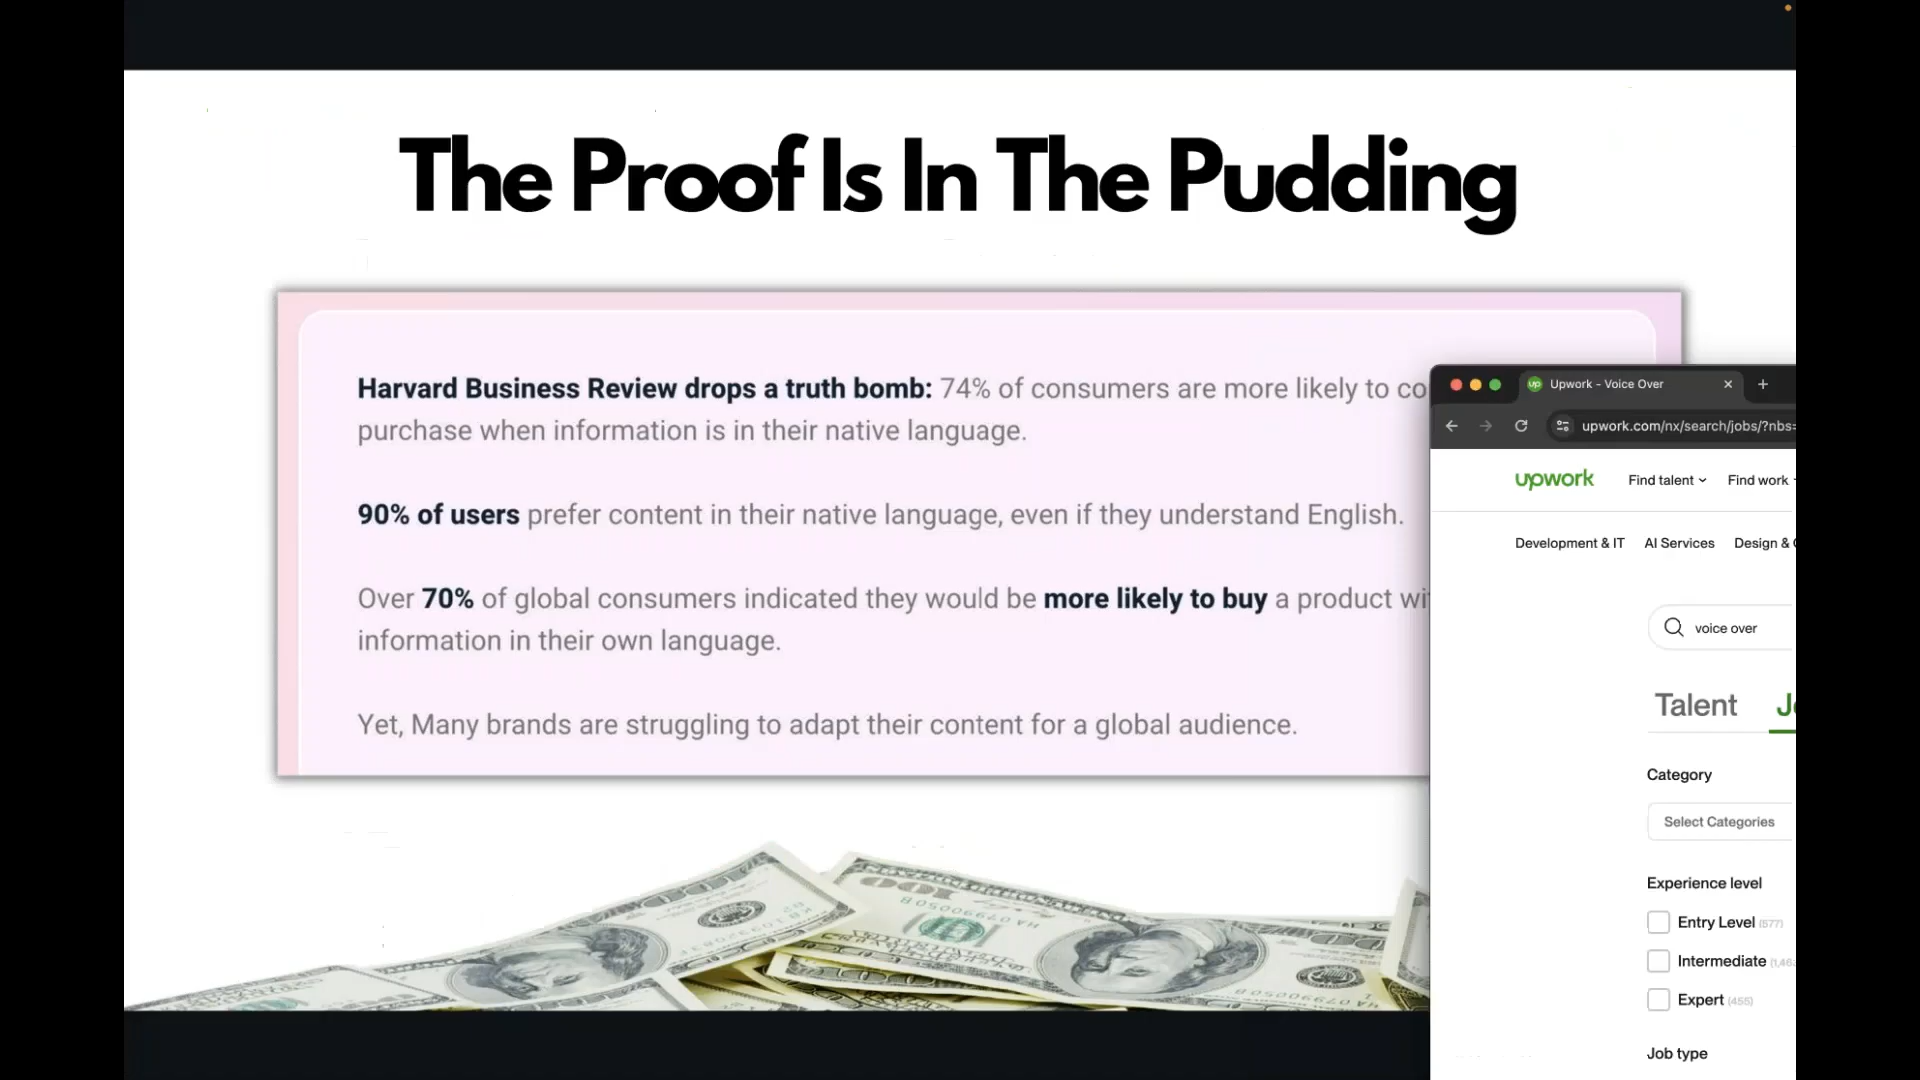 The Proof Is In The Pudding
Harvard Business Review drops a truth bomb: 74% of consumers are more likely to co
purchase when information is in their native language.
90% of users prefer content in their native language, even if they understand English.
Over 70% of global consumers indicated they would be more likely to buy a product wi
information in their own language.
Yet, Many brands are struggling to adapt their content for a global audience.
Upwork - Voice Over
upwork.com/nx/search/jobs/?nbs=
upwork
Find talent
Find work
Development & IT
AI Services
Design &
voice over
Talent
Category
Select Categories
Experience level
Entry Level (577)
Intermediate (1,46
Expert (455)
Job type